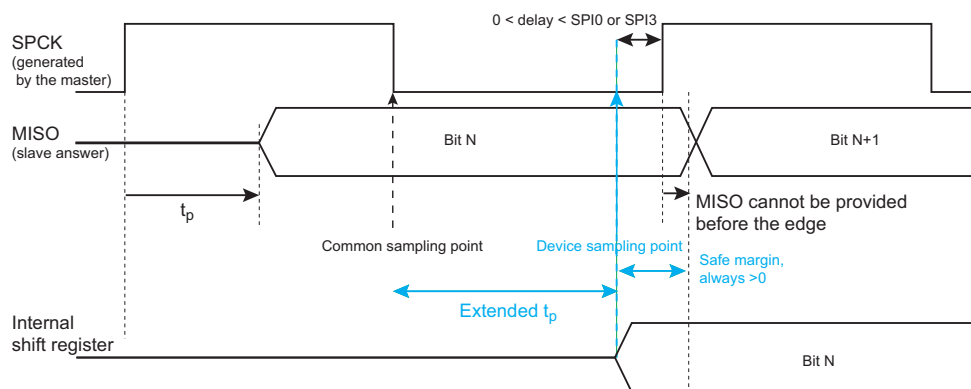 0 < delay < SPI0 or SPI3
SPCK
(generated
by the master)
MISO
(slave answer)
Bit N
Bit N+1
tp
MISO cannot be provided
before the edge
Common sampling point
Device sampling point
Safe margin,
always >0
Extended tp
Internal
shift register
Bit N